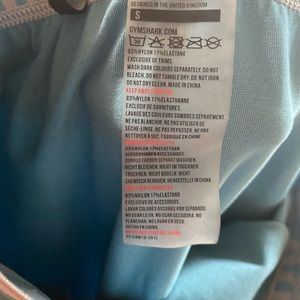 DESIGNED IN THE UNITED KINGDOM
S
GYMSHARK.COM
83%NYLON 17%ELASTANE
EXCLUSIVE OF TRIMS.
WASH DARK COLOURS SEPARATELY. DO NOT
BLEACH. DO NOT TUMBLE DRY. DO NOT IRON.
DO NOT DRY CLEAN. MADE IN CHINA.
KEEP AWAY FROM FIRE
83%NYLON 17%ELASTHANNE
EXCLUSIF DE GARNITURES.
LAVAGE DES COULEURS SOMBRES SÉPARÉMENT.
NE PAS BLANCHIR. NE PAS UTILISER DE
SÈCHE-LINGE. NE PAS REPASSER. NE PAS
NETTOYER À SEC. FABRIQUÉ EN CHINE.
83%NYLON 17%ELASTHAN
AUSGENOMMEN ACCESSOIRES.
DUNKLE FARBEN SEPARAT WASCHEN.
NICHT BLEICHEN. NICHT IM TROCKNER
TROCKNEN. NICHT BÜGELN. NICHT
CHEMISCH REINIGEN. HERGESTELLT IN CHINA.
83%NYLON 17%ELASTANO
EXCLUSIVO DE ACCESORIOS.
LAVAR COLORES OSCUROS POR SEPARADO.
NO USAR LEJÍA. NO USAR SECADORA. NO
PLANCHAR. NO LAVAR EN SECO.
HECHO EN CHINA